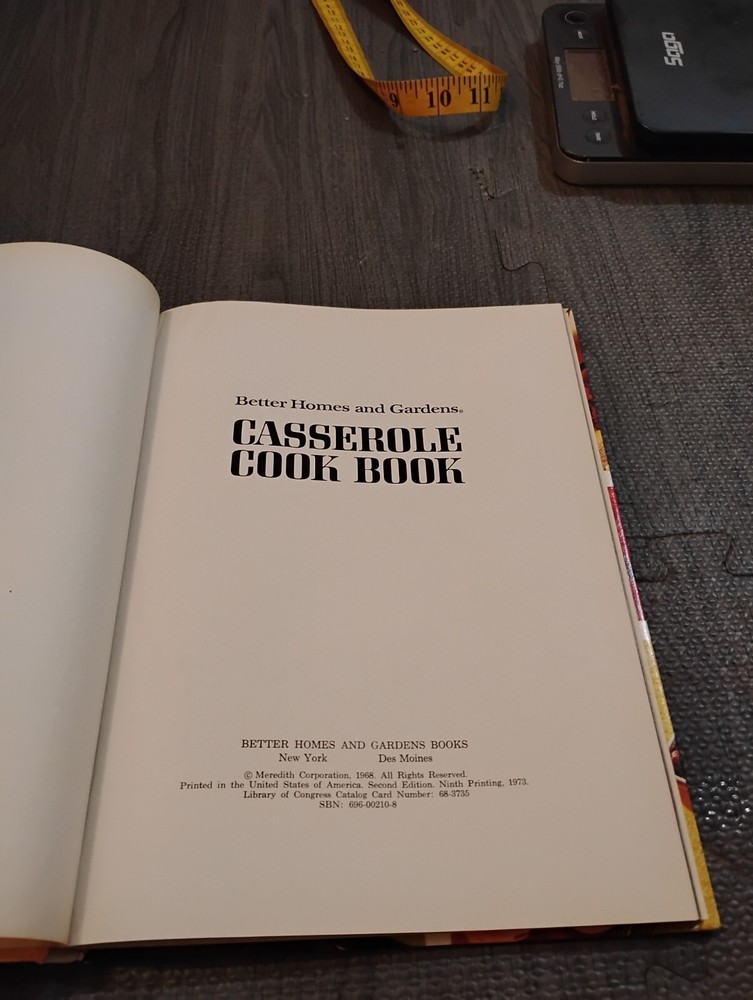 9 10 11
Soga
Better Homes and Gardens®
CASSEROLE
COOK BOOK
BETTER HOMES AND GARDENS BOOKS
New York Des Moines
© Meredith Corporation, 1968. All Rights Reserved.
Printed in the United States of America. Second Edition. Ninth Printing, 1973.
Library of Congress Catalog Card Number: 68-3735
SBN: 696-00210-8